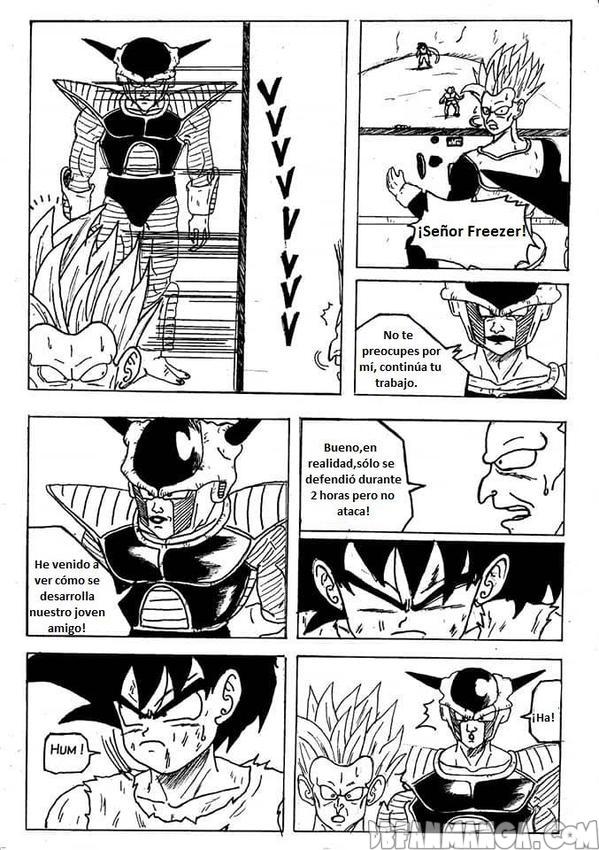 V
V
V
V
V
V
V
V
¡Señor Freezer!
No te
preocupes por
mí, continúa tu
trabajo.
He venido a
ver cómo se
desarrolla
nuestro joven
amigo!
Bueno,en
realidad,sólo se
defendió durante
2 horas pero no
ataca!
HUM !
¡Ha!
DBFANMANGA.COM